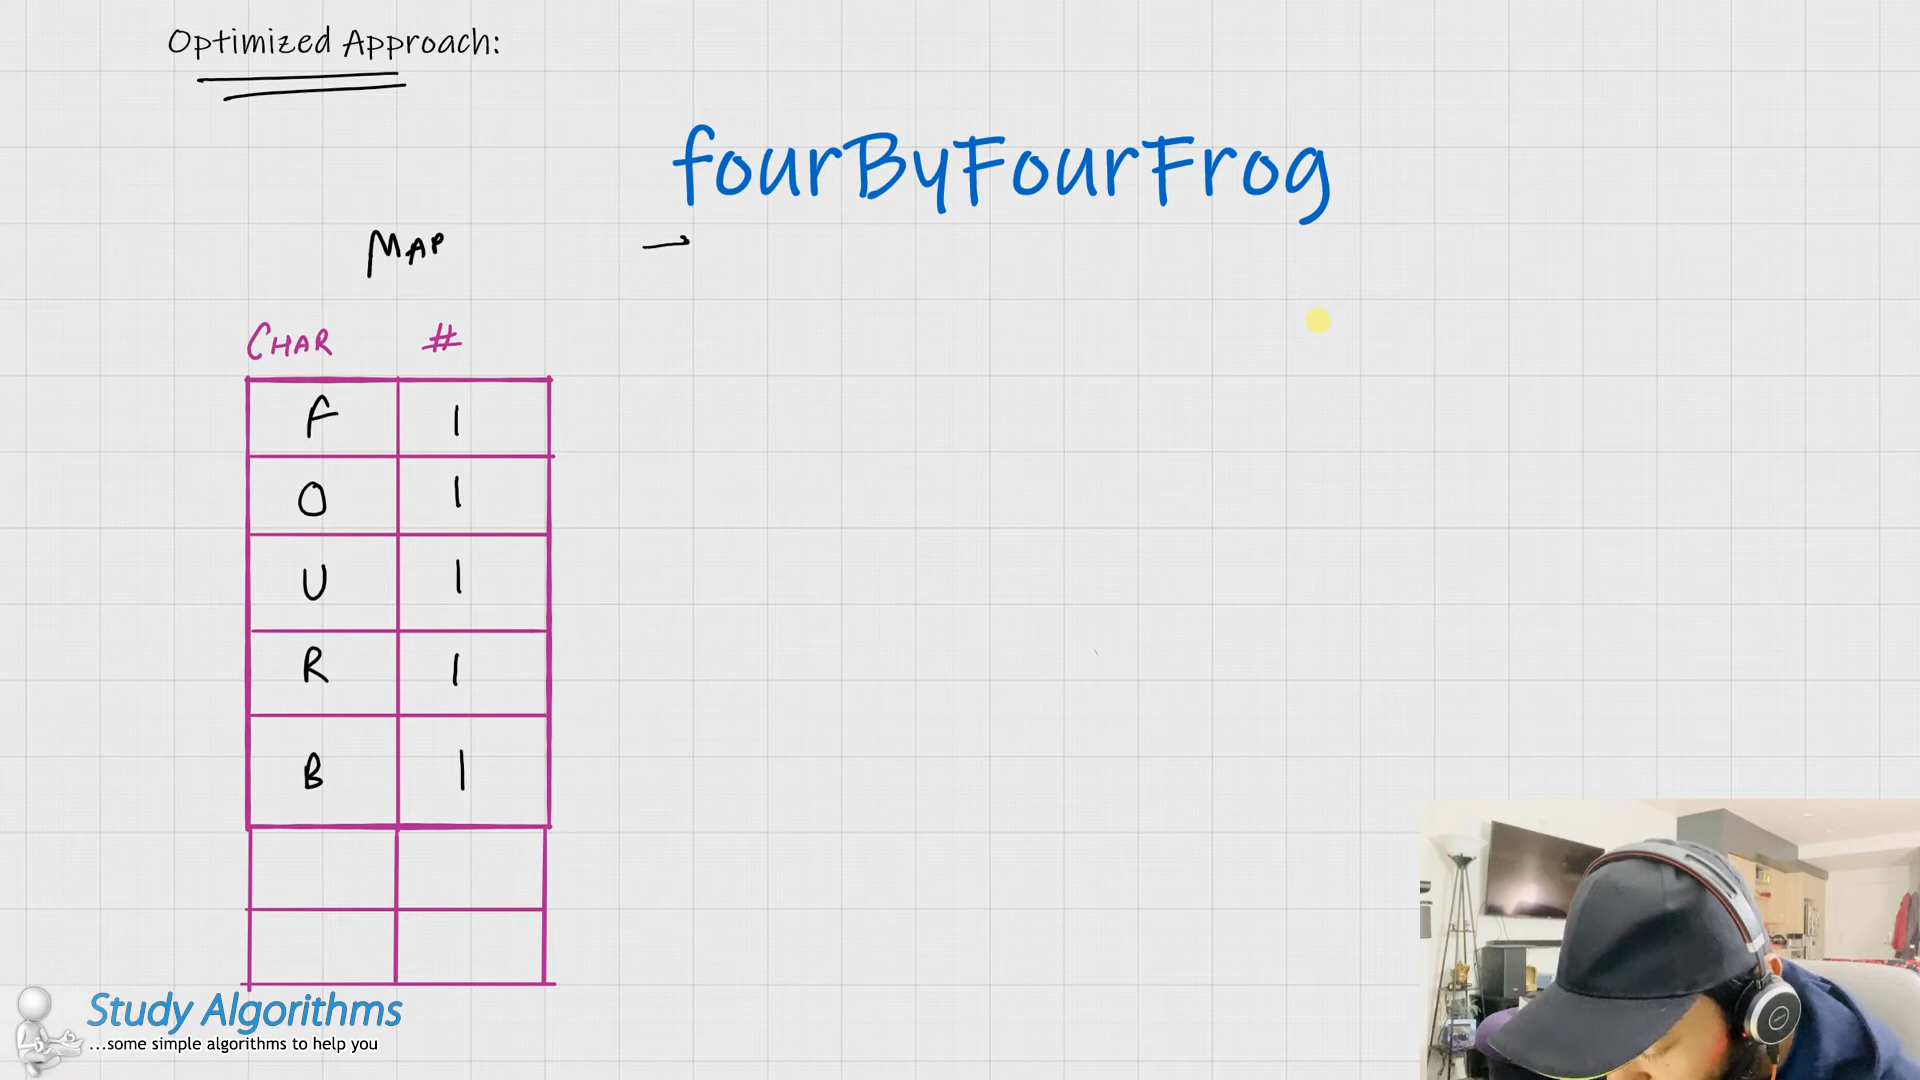 Optimized Approach:
fourByFourFrog
MAP
CHAR #
F 1
O 1
U 1
R 1
B 1
Study Algorithms
...some simple algorithms to help you